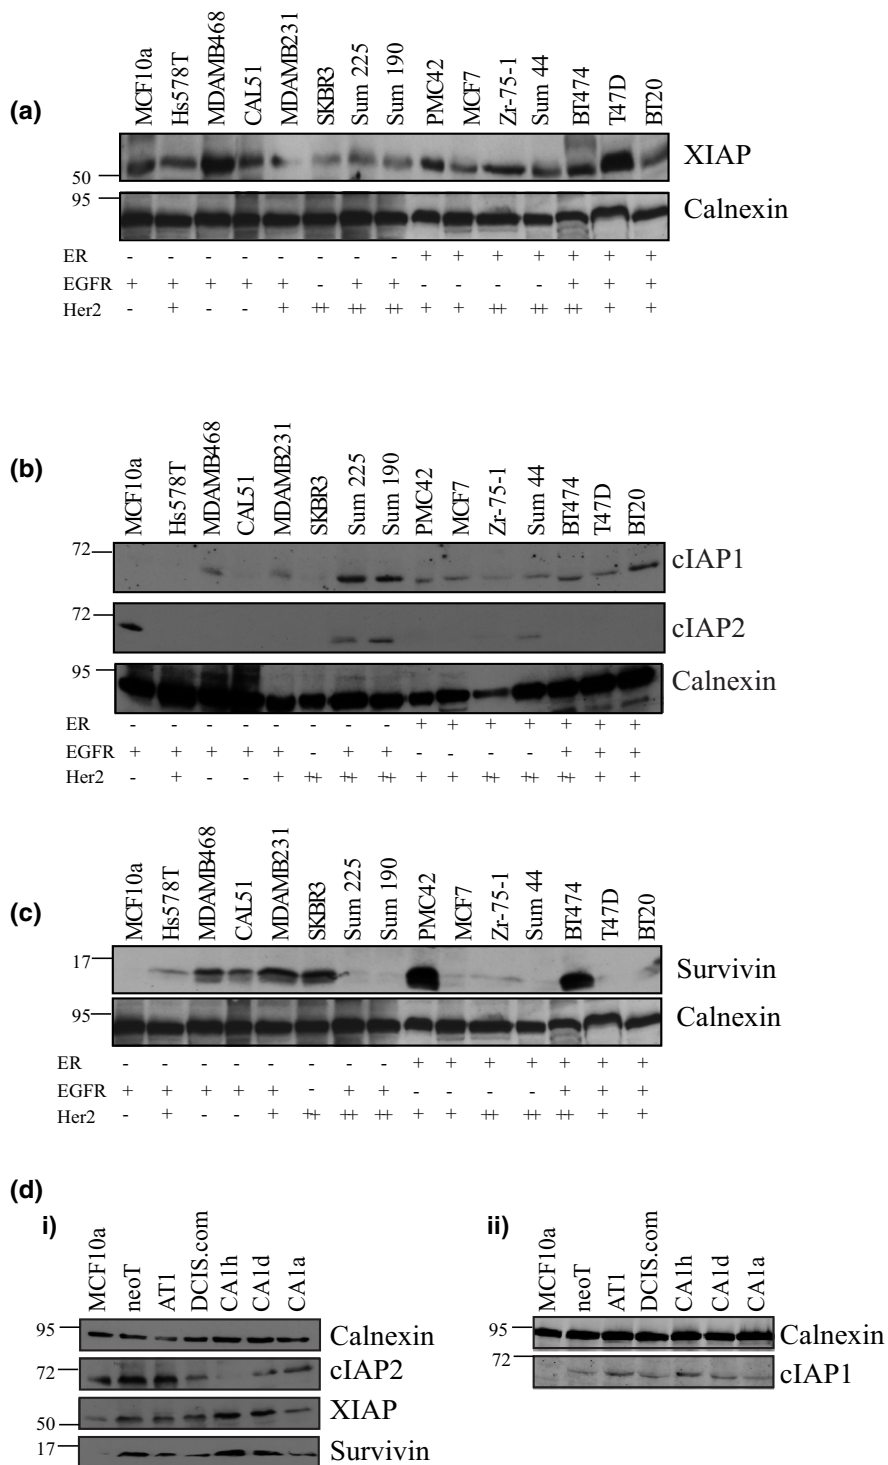 (a)
MCF10a Hs578T MDAMB468 CAL51 MDAMB231 SKBR3 Sum 225 Sum 190 PMC42 MCF7 Zr-75-1 Sum 44 BT474 T47D BT20
50 XIAP
95 Calnexin
ER - - - - - - - - + + + + + + +
EGFR + + + + + - + + - - - - + + +
Her2 - + - - + ++ ++ ++ + + ++ ++ ++ + +
(b)
MCF10a Hs578T MDAMB468 CAL51 MDAMB231 SKBR3 Sum 225 Sum 190 PMC42 MCF7 Zr-75-1 Sum 44 BT474 T47D BT20
72 cIAP1
72 cIAP2
95 Calnexin
ER - - - - - - - - + + + + + + +
EGFR + + + + + - + + - - - - + + +
Her2 - + - - + ++ ++ ++ + + ++ ++ ++ + +
(c)
MCF10a Hs578T MDAMB468 CAL51 MDAMB231 SKBR3 Sum 225 Sum 190 PMC42 MCF7 Zr-75-1 Sum 44 BT474 T47D BT20
17 Survivin
95 Calnexin
ER - - - - - - - - + + + + + + +
EGFR + + + + + - + + - - - - + + +
Her2 - + - - + ++ ++ ++ + + ++ ++ ++ + +
(d)
i)
MCF10a neoT AT1 DCIS.com CA1h CA1d CA1a
95 Calnexin
72 cIAP2
50 XIAP
17 Survivin
ii)
MCF10a neoT AT1 DCIS.com CA1h CA1d CA1a
95 Calnexin
72 cIAP1